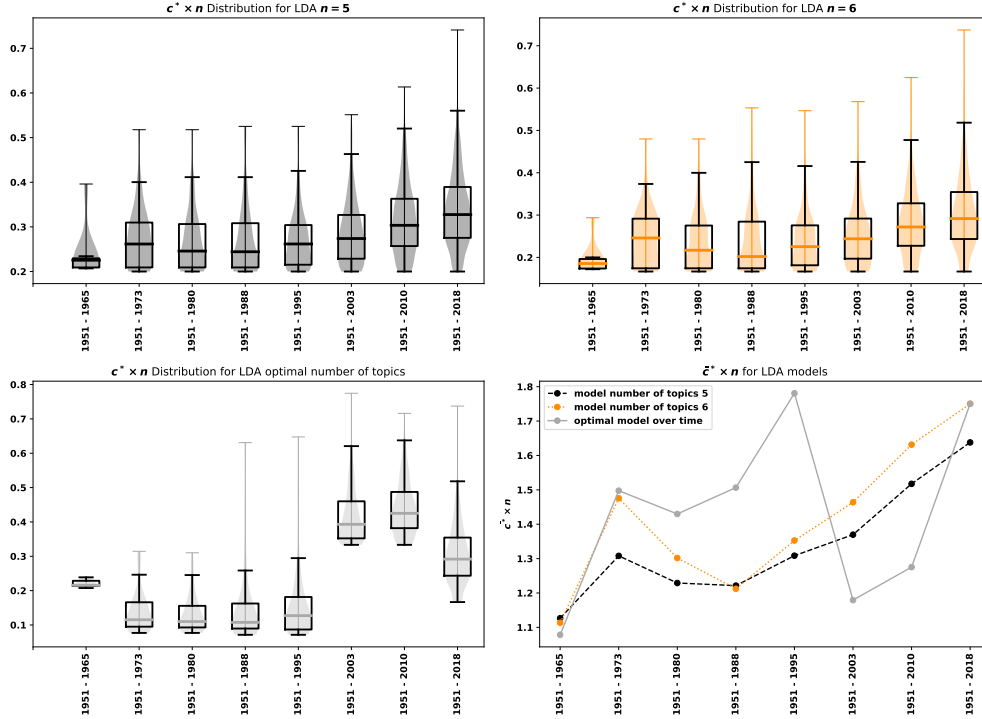 c* × n Distribution for LDA n = 5
0.7
0.6
0.5
0.4
0.3
0.2
1951 - 1965
1951 - 1973
1951 - 1980
1951 - 1988
1951 - 1995
1951 - 2003
1951 - 2010
1951 - 2018
c* × n Distribution for LDA n = 6
0.7
0.6
0.5
0.4
0.3
0.2
1951 - 1965
1951 - 1973
1951 - 1980
1951 - 1988
1951 - 1995
1951 - 2003
1951 - 2010
1951 - 2018
c* × n Distribution for LDA optimal number of topics
0.8
0.7
0.6
0.5
0.4
0.3
0.2
0.1
1951 - 1965
1951 - 1973
1951 - 1980
1951 - 1988
1951 - 1995
1951 - 2003
1951 - 2010
1951 - 2018
c̄* × n for LDA models
model number of topics 5
model number of topics 6
optimal model over time
c̄* × n
1.8
1.7
1.6
1.5
1.4
1.3
1.2
1.1
1951 - 1965
1951 - 1973
1951 - 1980
1951 - 1988
1951 - 1995
1951 - 2003
1951 - 2010
1951 - 2018